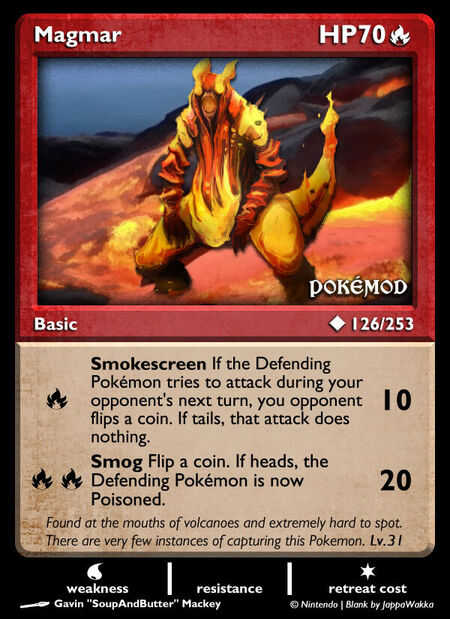 Magmar HP70
POKÉMOD
Basic 126/253
Smokescreen If the Defending
Pokémon tries to attack during your
opponent's next turn, you opponent
flips a coin. If tails, that attack does
nothing.
10
Smog Flip a coin. If heads, the
Defending Pokémon is now
Poisoned.
20
Found at the mouths of volcanoes and extremely hard to spot.
There are very few instances of capturing this Pokemon. Lv.31
weakness resistance retreat cost
Gavin "SoupAndButter" Mackey © Nintendo | Blank by JappaWakka